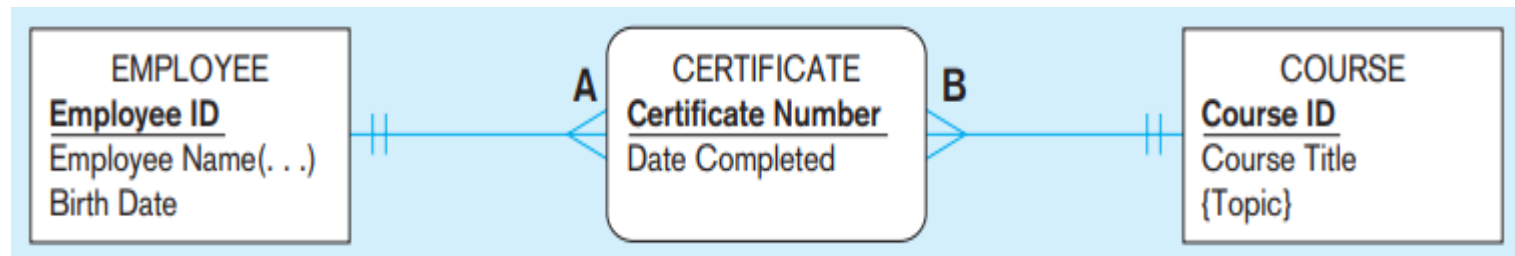 EMPLOYEE
Employee ID
Employee Name(. . .)
Birth Date
A
CERTIFICATE
Certificate Number
Date Completed
B
COURSE
Course ID
Course Title
{Topic}